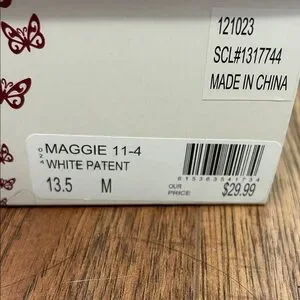 121023
SCL#1317744
MADE IN CHINA
MAGGIE 11-4
WHITE PATENT
13.5 M
OUR
PRICE $29.99